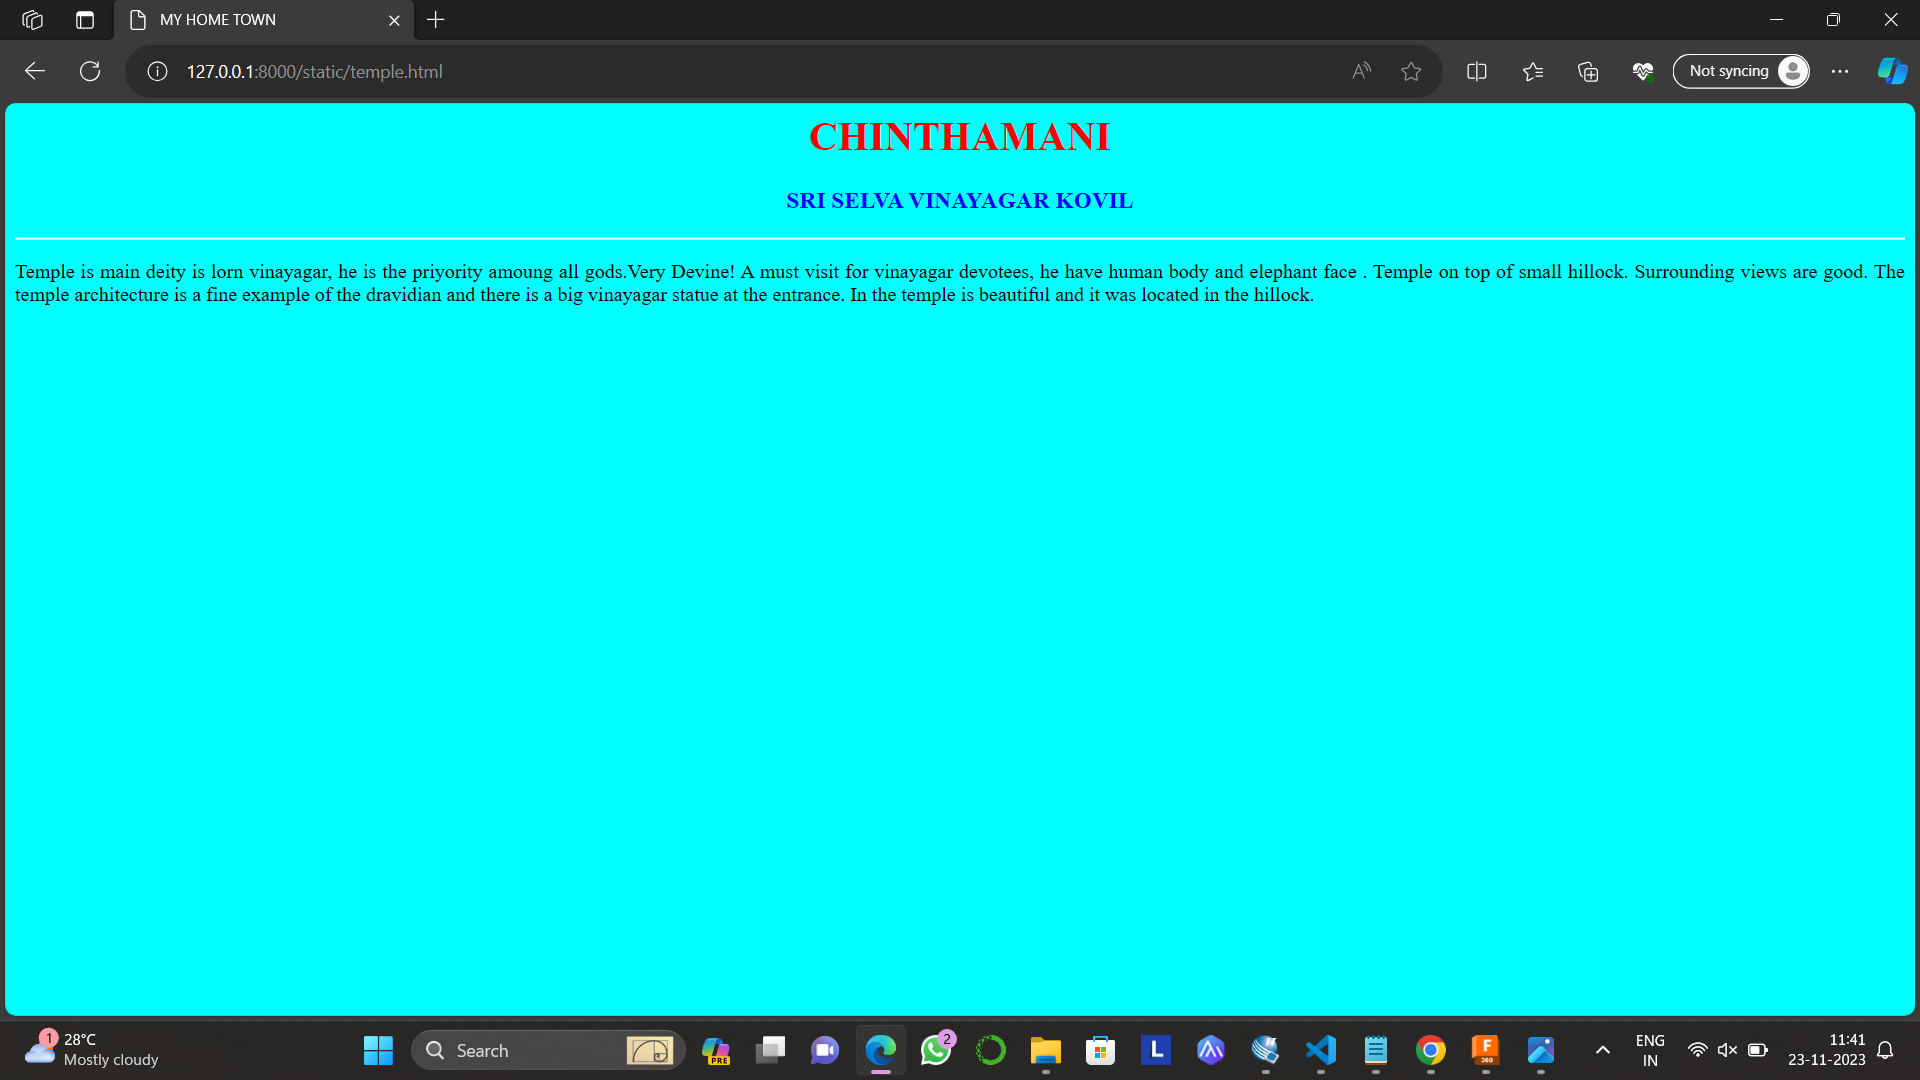 MY HOME TOWN
127.0.0.1:8000/static/temple.html
Not syncing
CHINTHAMANI
SRI SELVA VINAYAGAR KOVIL
Temple is main deity is lorn vinayagar, he is the priyority amoung all gods.Very Devine! A must visit for vinayagar devotees, he have human body and elephant face . Temple on top of small hillock. Surrounding views are good. The
temple architecture is a fine example of the dravidian and there is a big vinayagar statue at the entrance. In the temple is beautiful and it was located in the hillock.
1
28°C
Mostly cloudy
Search
PRE
2
L
F
360
ENG
IN
11:41
23-11-2023